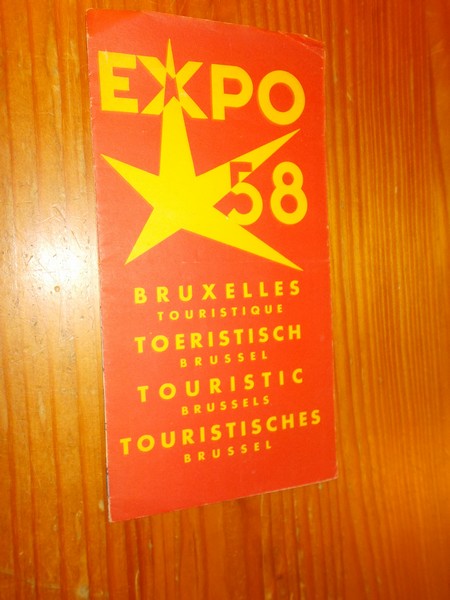 EXPO
58
BRUXELLES
TOURISTIQUE
TOERISTISCH
BRUSSEL
TOURISTIC
BRUSSELS
TOURISTISCHES
BRUSSEL